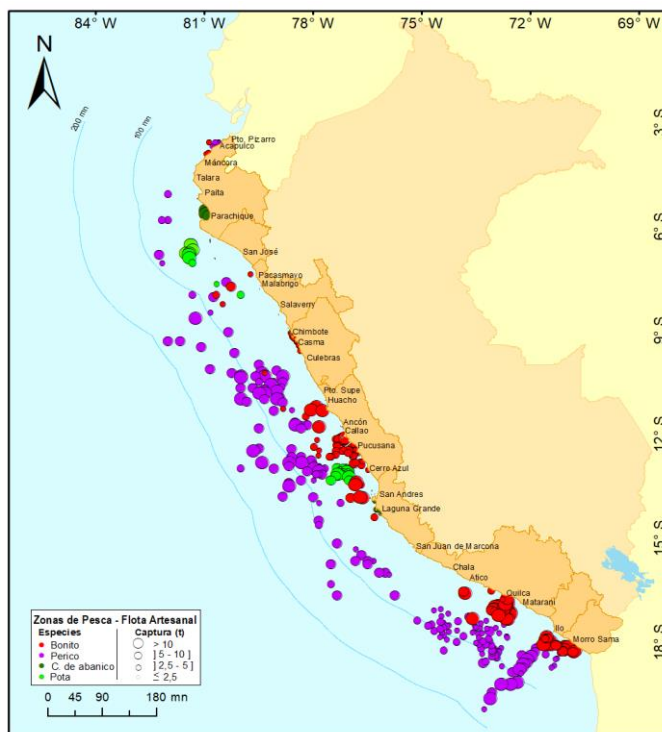 84° W 81° W 78° W 75° W 72° W 69° W
N
200 mn
100 mn
3° S
6° S
9° S
12° S
15° S
18° S
Pto. Pizarro
Acapulco
Máncora
Talara
Paita
Parachique
San José
Pacasmayo
Malabrigo
Salaverry
Chimbote
Casma
Culebras
Pto. Supe
Huacho
Ancón
Callao
Pucusana
Cerro Azul
San Andres
Laguna Grande
San Juan de Marcona
Chala
Atico
Quilca
Matarani
Ilo
Morro Sama
Zonas de Pesca - Flota Artesanal
Especies Captura (t)
Bonito > 10
Perico ] 5 - 10 ]
C. de abanico ] 2,5 - 5 ]
Pota ≤ 2,5
0 45 90 180 mn